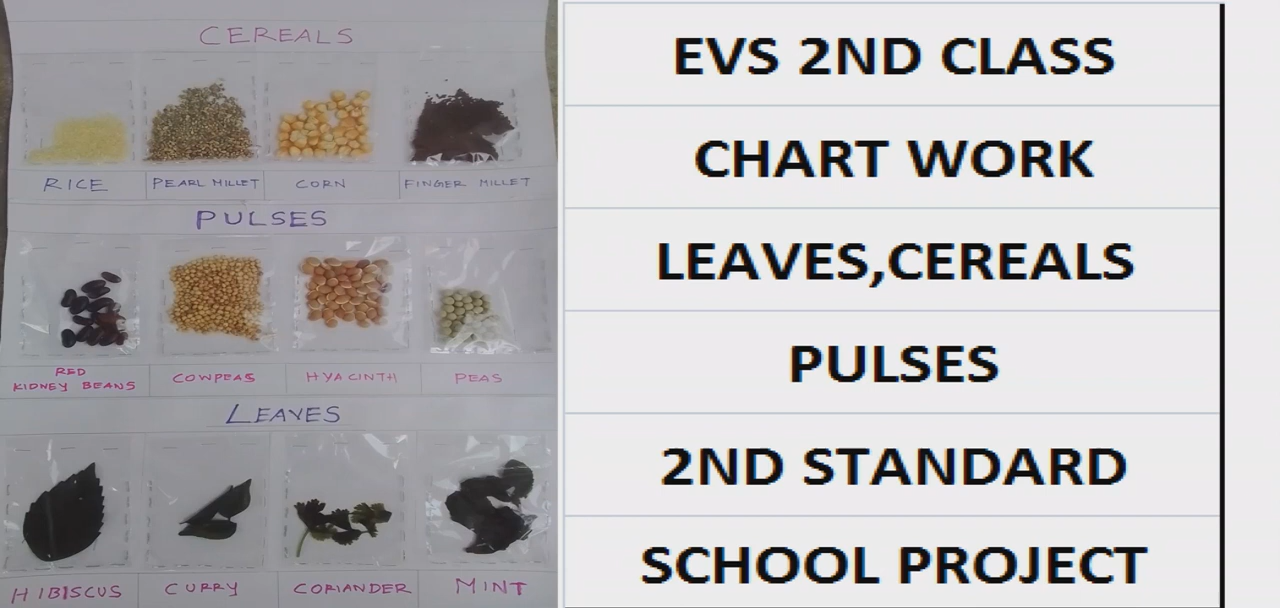 CEREALS
RICE
PEARL MILLET
CORN
FINGER MILLET
PULSES
RED
KIDNEY BEANS
COWPEAS
HYACINTH
PEAS
LEAVES
HIBISCUS
CURRY
CORIANDER
MINT
EVS 2ND CLASS
CHART WORK
LEAVES,CEREALS
PULSES
2ND STANDARD
SCHOOL PROJECT